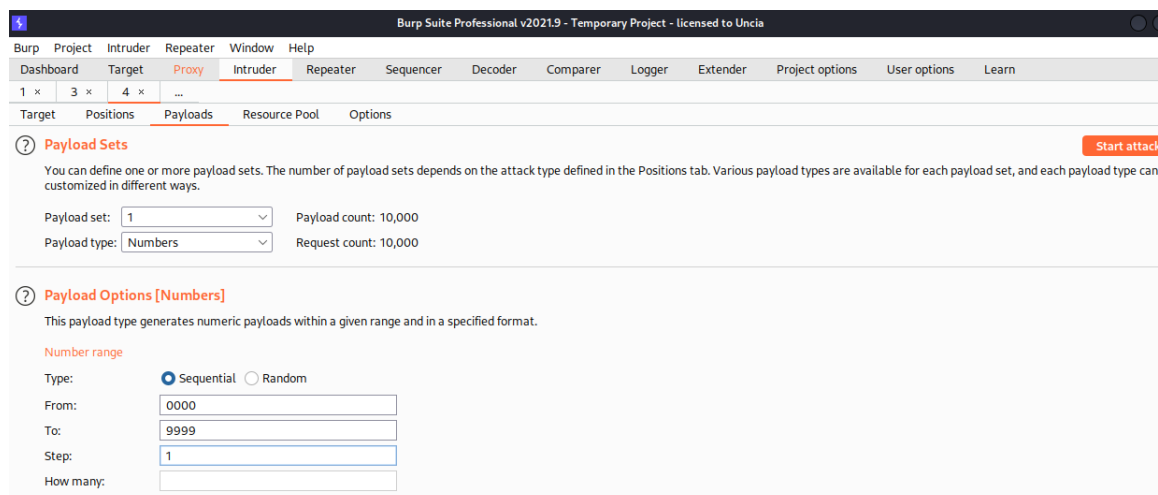 Burp Suite Professional v2021.9 - Temporary Project - licensed to Uncia
Burp Project Intruder Repeater Window Help
Dashboard Target Proxy Intruder Repeater Sequencer Decoder Comparer Logger Extender Project options User options Learn
1 × 3 × 4 × ...
Target Positions Payloads Resource Pool Options
? Payload Sets Start attack
You can define one or more payload sets. The number of payload sets depends on the attack type defined in the Positions tab. Various payload types are available for each payload set, and each payload type can
customized in different ways.
Payload set: 1 Payload count: 10,000
Payload type: Numbers Request count: 10,000
? Payload Options [Numbers]
This payload type generates numeric payloads within a given range and in a specified format.
Number range
Type: Sequential Random
From: 0000
To: 9999
Step: 1
How many: